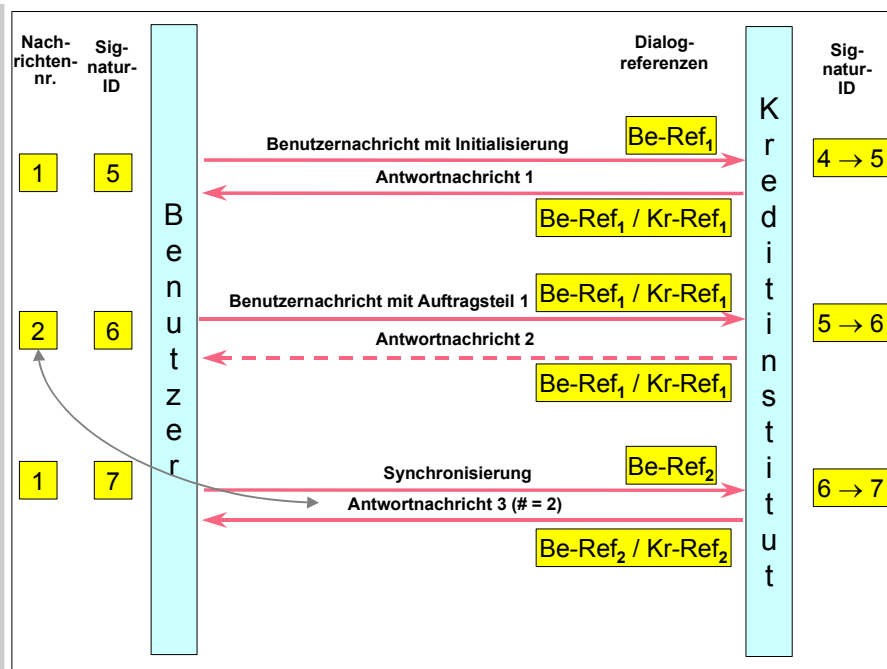 Nach-
richten-
nr.
Sig-
natur-
ID
Dialog-
referenzen
Sig-
natur-
ID
Benutzer
Kreditinstitut
1
5
Benutzernachricht mit Initialisierung
Be-Ref₁
4 → 5
Antwortnachricht 1
Be-Ref₁ / Kr-Ref₁
2
6
Benutzernachricht mit Auftragsteil 1
Be-Ref₁ / Kr-Ref₁
5 → 6
Antwortnachricht 2
Be-Ref₁ / Kr-Ref₁
1
7
Synchronisierung
Be-Ref₂
6 → 7
Antwortnachricht 3 (# = 2)
Be-Ref₂ / Kr-Ref₂